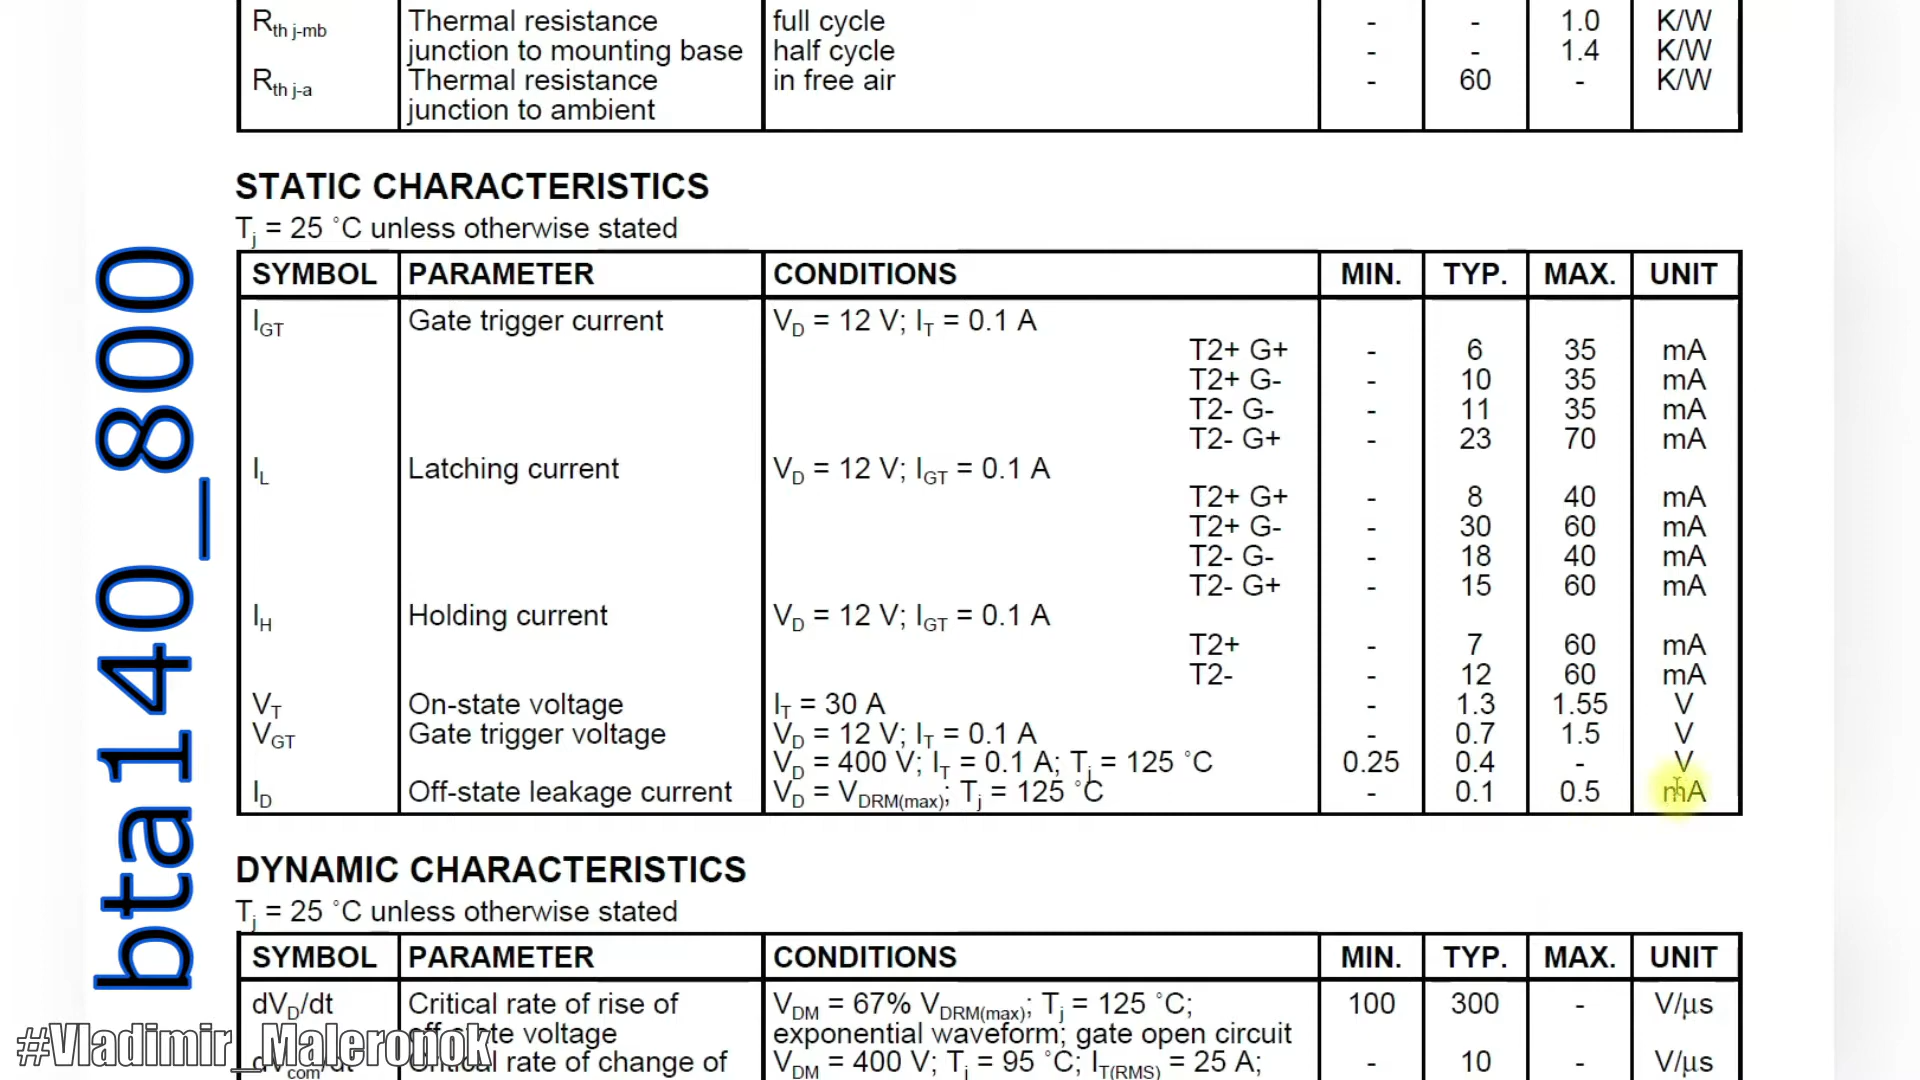 R th j-mb Thermal resistance full cycle - - 1.0 K/W
junction to mounting base half cycle - - 1.4 K/W
R th j-a Thermal resistance in free air - 60 - K/W
junction to ambient
STATIC CHARACTERISTICS
Tj = 25 ˚C unless otherwise stated
SYMBOL PARAMETER CONDITIONS MIN. TYP. MAX. UNIT
IGT Gate trigger current VD = 12 V; IT = 0.1 A
T2+ G+ - 6 35 mA
T2+ G- - 10 35 mA
T2- G- - 11 35 mA
T2- G+ - 23 70 mA
IL Latching current VD = 12 V; IGT = 0.1 A
T2+ G+ - 8 40 mA
T2+ G- - 30 60 mA
T2- G- - 18 40 mA
T2- G+ - 15 60 mA
IH Holding current VD = 12 V; IGT = 0.1 A
T2+ - 7 60 mA
T2- - 12 60 mA
VT On-state voltage IT = 30 A - 1.3 1.55 V
VGT Gate trigger voltage VD = 12 V; IT = 0.1 A - 0.7 1.5 V
VD = 400 V; IT = 0.1 A; Tj = 125 ˚C 0.25 0.4 - V
ID Off-state leakage current VD = VDRM(max); Tj = 125 ˚C - 0.1 0.5 mA
DYNAMIC CHARACTERISTICS
Tj = 25 ˚C unless otherwise stated
SYMBOL PARAMETER CONDITIONS MIN. TYP. MAX. UNIT
dVD/dt Critical rate of rise of VDM = 67% VDRM(max); Tj = 125 ˚C; 100 300 - V/μs
off-state voltage exponential waveform; gate open circuit
dVcom/dt Critical rate of change of VDM = 400 V; Tj = 95 ˚C; IT(RMS) = 25 A; - 10 - V/μs
bta140_800
#Vladimir_Maleronok